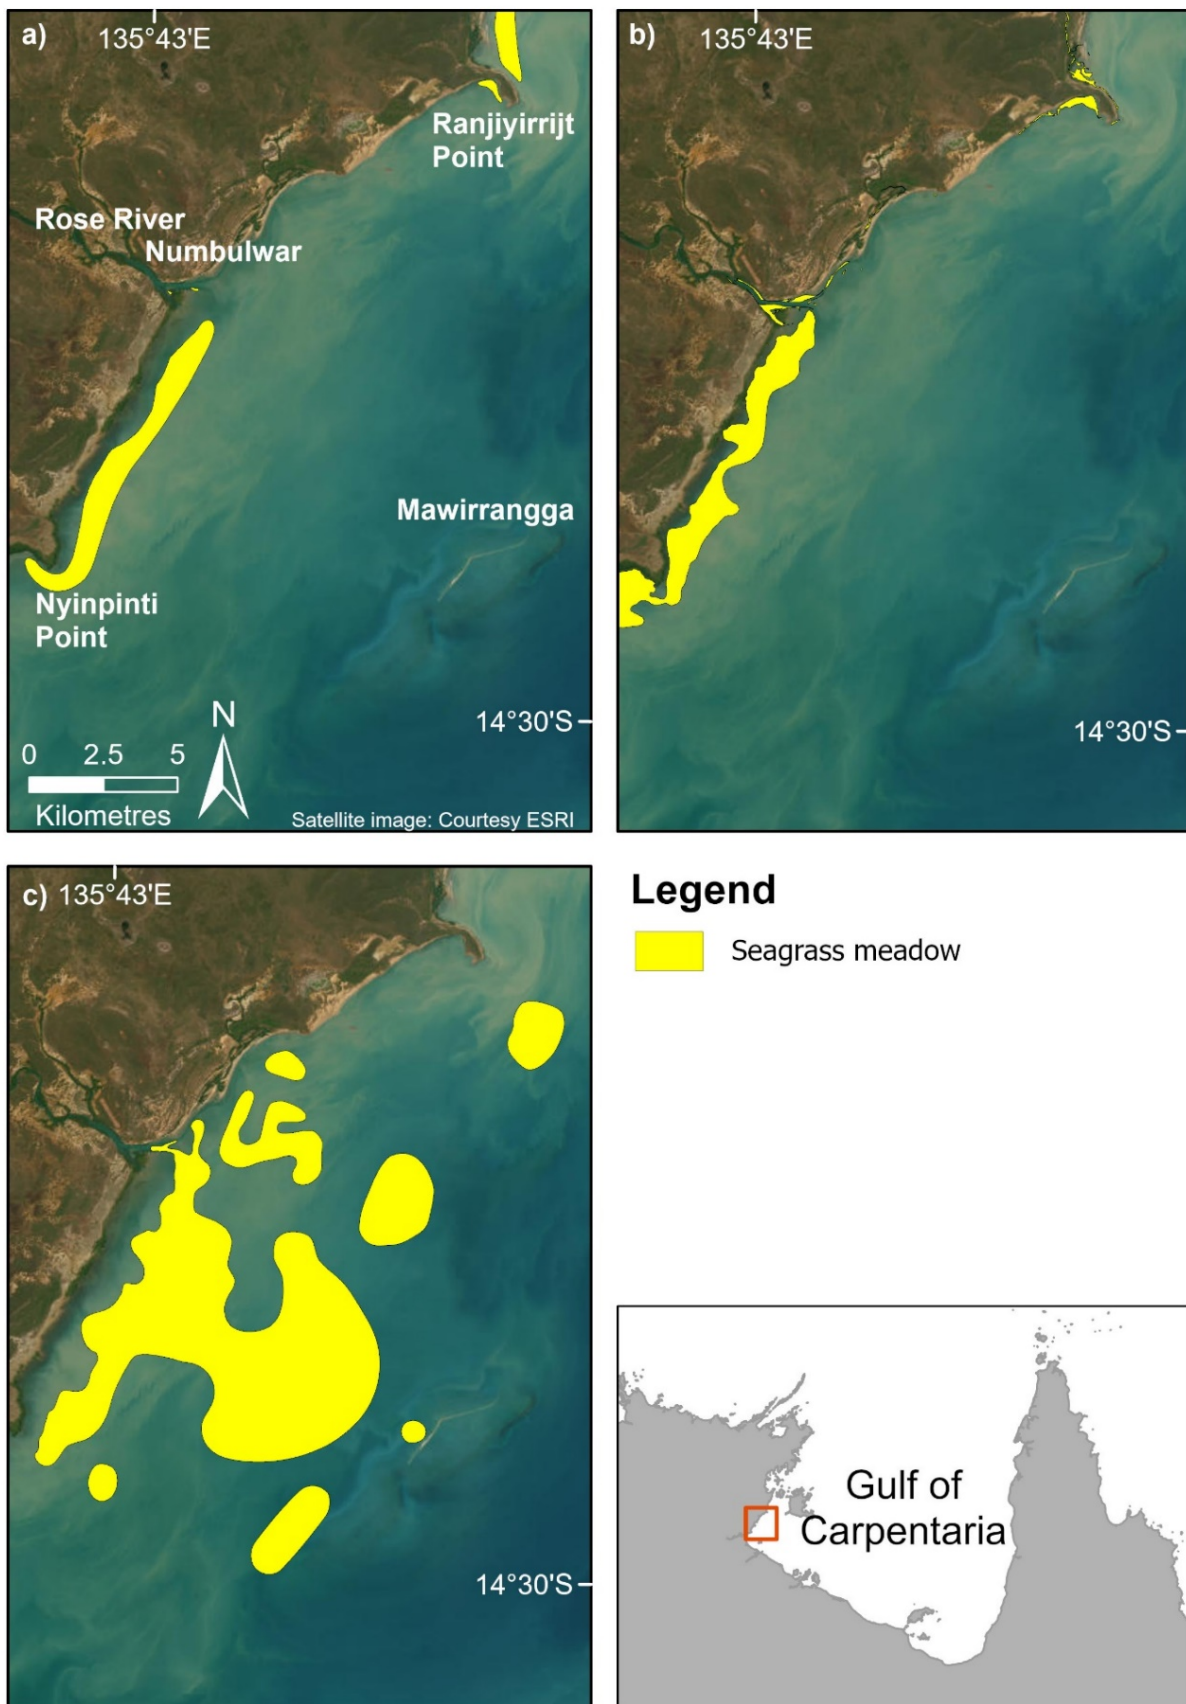 a)
135°43'E
Ranjiyirrijt
Point
Rose River
Numbulwar
Mawirrangga
Nyinpinti
Point
14°30'S
N
0 2.5 5
Kilometres
Satellite image: Courtesy ESRI
b)
135°43'E
14°30'S
c)
135°43'E
14°30'S
Legend
Seagrass meadow
Gulf of
Carpentaria